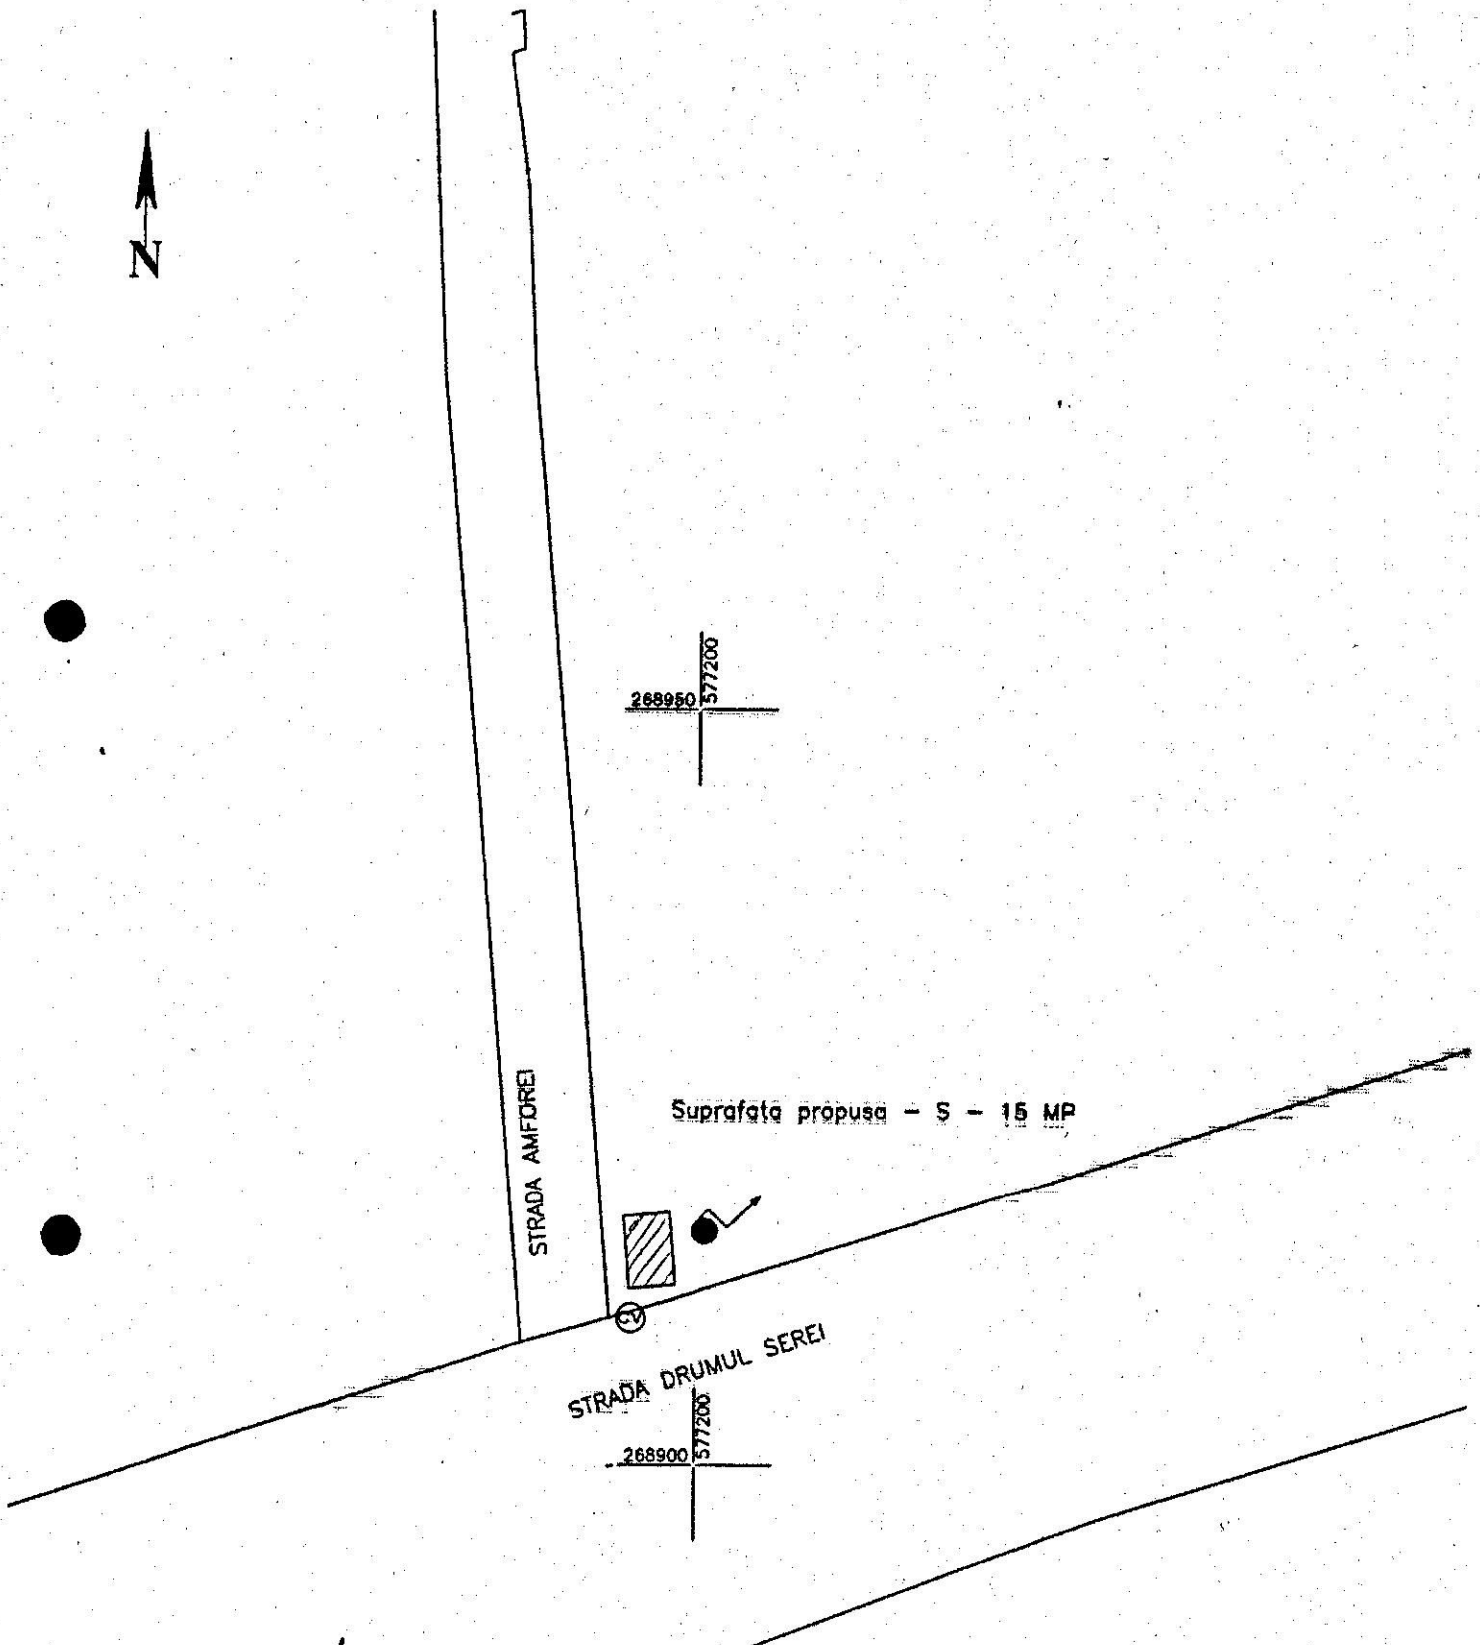 N
577200
268950
STRADA AMFOREI
Suprafata propusa - S - 15 MP
CV
STRADA DRUMUL SEREI
577200
268900